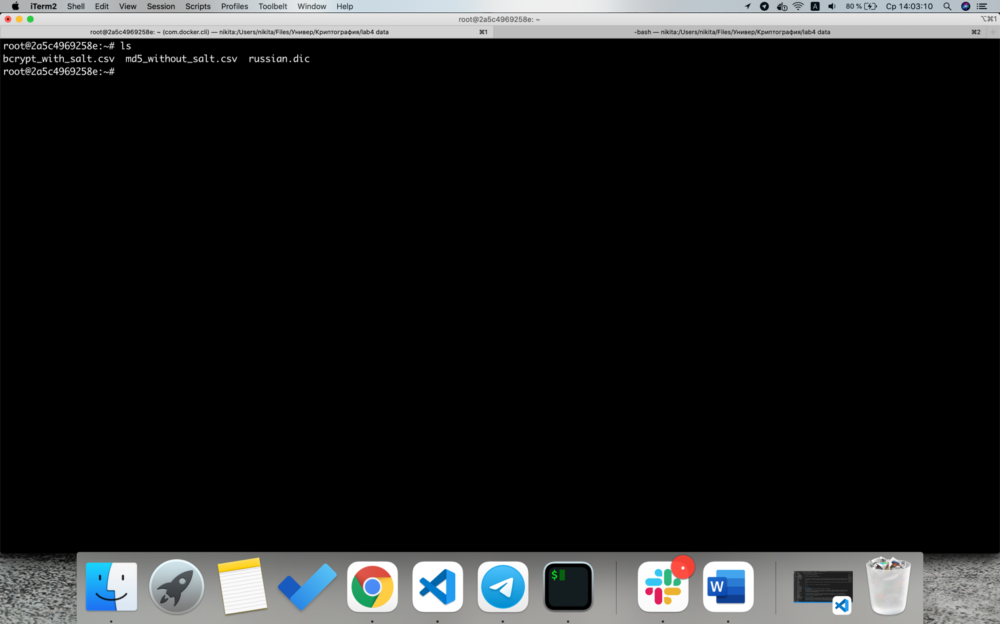 iTerm2 Shell Edit View Session Scripts Profiles Toolbelt Window Help A 80 % Ср 14:03:10
root@2a5c4969258e: ~ ⌥⌘1
root@2a5c4969258e: ~ (com.docker.cli) — nikita:/Users/nikita/Files/Универ/Криптография/lab4 data ⌘1 -bash — nikita:/Users/nikita/Files/Универ/Криптография/lab4 data ⌘2
root@2a5c4969258e:~# ls
bcrypt_with_salt.csv md5_without_salt.csv russian.dic
root@2a5c4969258e:~#
$
W